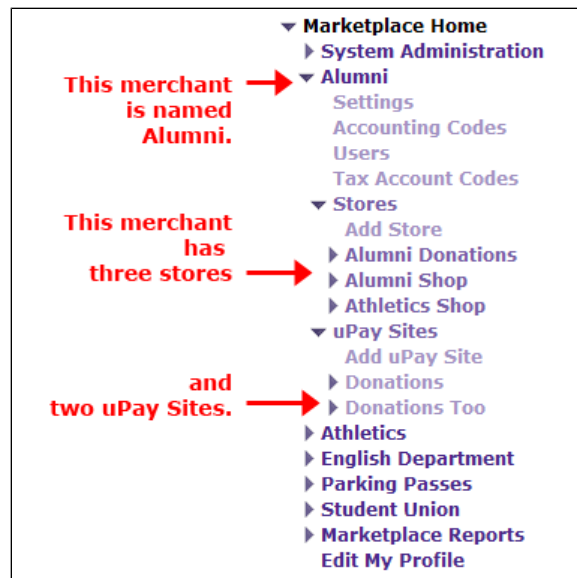 Marketplace Home
System Administration
This merchant
is named
Alumni.
Alumni
Settings
Accounting Codes
Users
Tax Account Codes
This merchant
has
three stores
Stores
Add Store
Alumni Donations
Alumni Shop
Athletics Shop
and
two uPay Sites.
uPay Sites
Add uPay Site
Donations
Donations Too
Athletics
English Department
Parking Passes
Student Union
Marketplace Reports
Edit My Profile